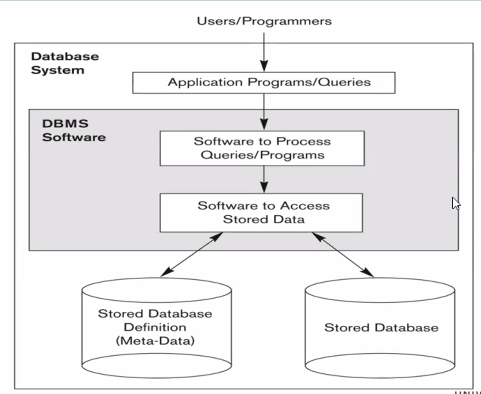 Users/Programmers
Database
System
Application Programs/Queries
DBMS
Software
Software to Process
Queries/Programs
Software to Access
Stored Data
Stored Database
Definition
(Meta-Data)
Stored Database